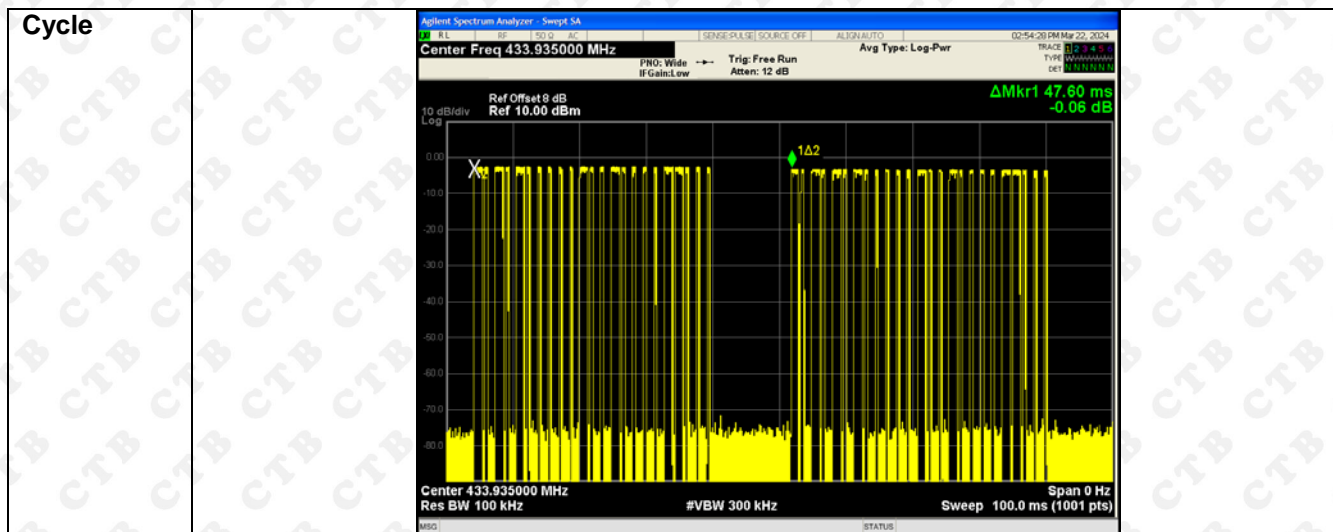 Cycle
Agilent Spectrum Analyzer - Swept SA
RL RF 50 Ω AC SENSE:PULSE SOURCE OFF ALIGN AUTO 02:54:28 PM Mar 22, 2024
Center Freq 433.935000 MHz
PNO: Wide
IFGain:Low
Trig: Free Run
Atten: 12 dB
Avg Type: Log-Pwr
TRACE 1 2 3 4 5 6
TYPE
DET N N N N N N
ΔMkr1 47.60 ms
-0.06 dB
Ref Offset 8 dB
10 dB/div Ref 10.00 dBm
Log
0.00
-10.0
-20.0
-30.0
-40.0
-50.0
-60.0
-70.0
-80.0
1Δ2
Center 433.935000 MHz Span 0 Hz
Res BW 100 kHz #VBW 300 kHz Sweep 100.0 ms (1001 pts)
MSG STATUS
CTB